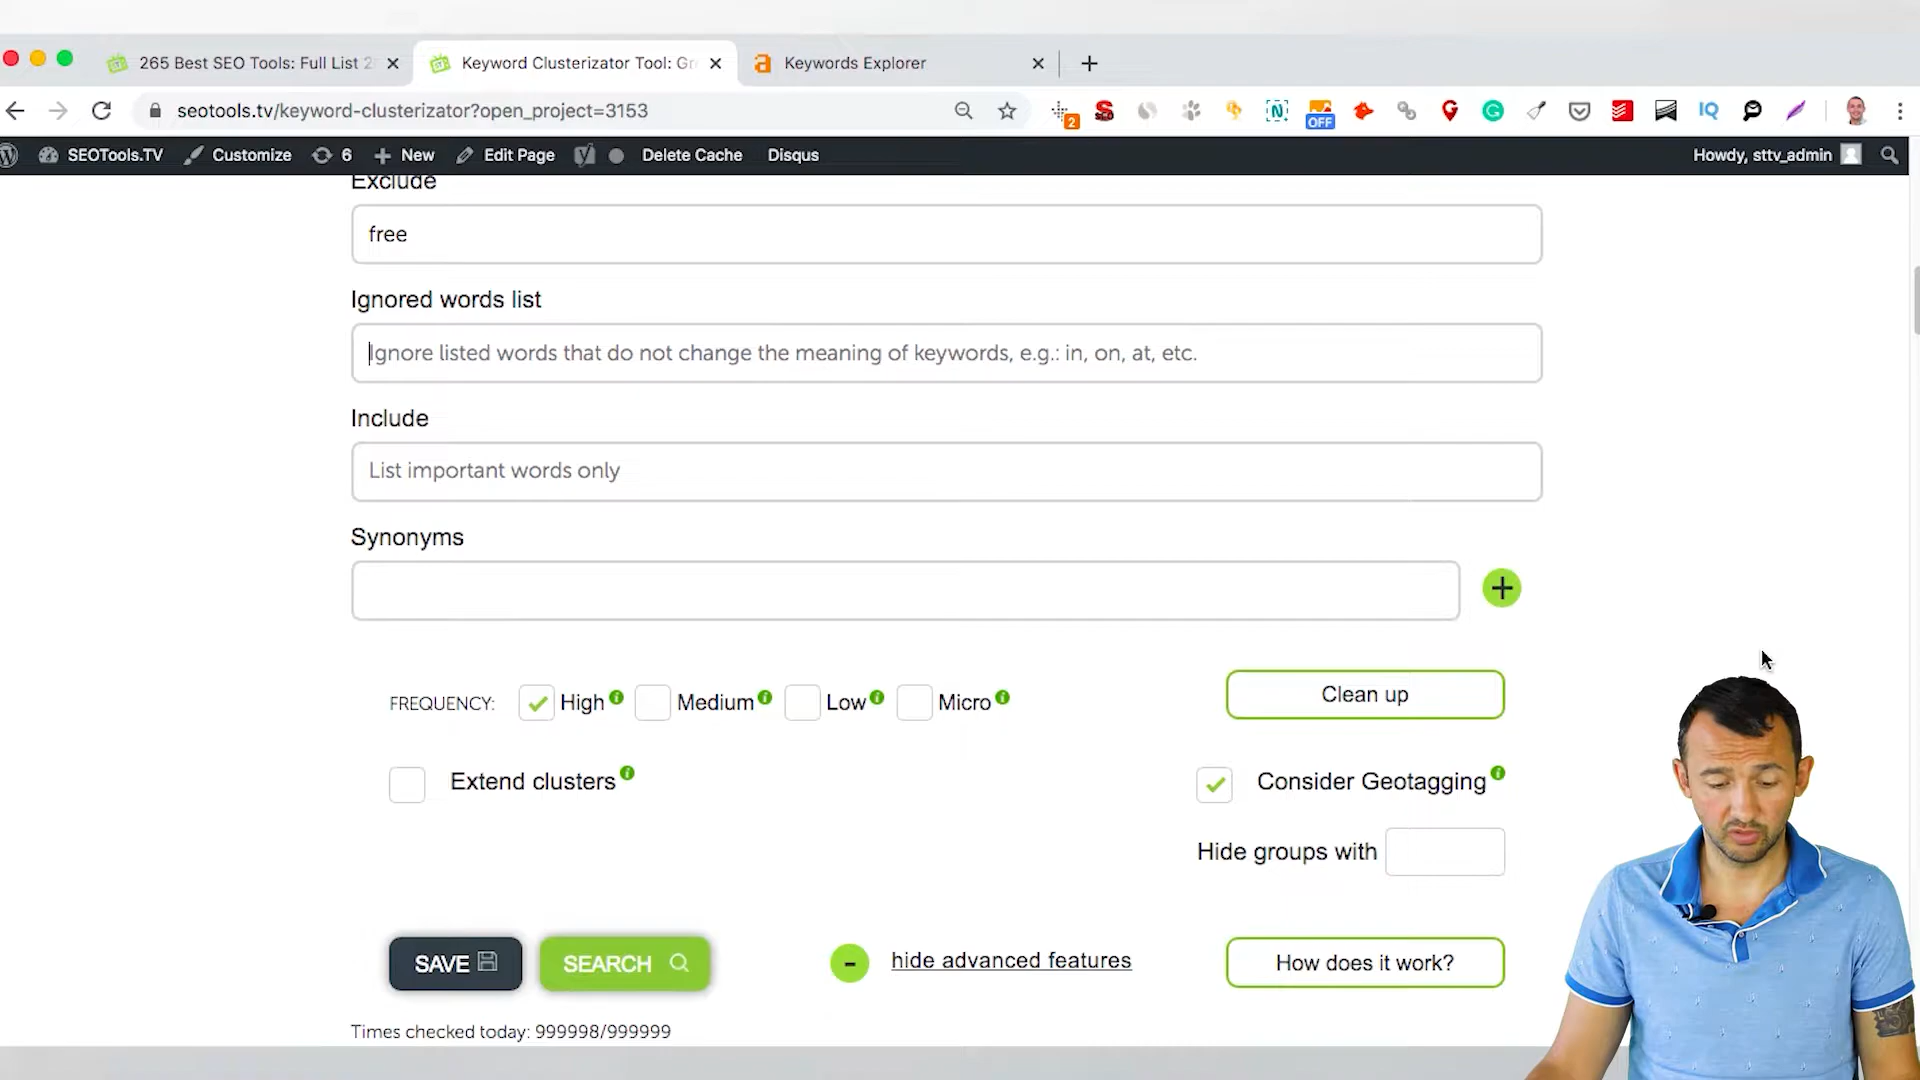 265 Best SEO Tools: Full List 2
Keyword Clusterizator Tool: Gr
Keywords Explorer
seotools.tv/keyword-clusterizator?open_project=3153
2
OFF
IQ
SEOTools.TV
Customize
6
New
Edit Page
Delete Cache
Disqus
Howdy, sttv_admin
Exclude
free
Ignored words list
Ignore listed words that do not change the meaning of keywords, e.g.: in, on, at, etc.
Include
List important words only
Synonyms
FREQUENCY:
High
Medium
Low
Micro
Clean up
Extend clusters
Consider Geotagging
Hide groups with
SAVE
SEARCH
hide advanced features
How does it work?
Times checked today: 999998/999999